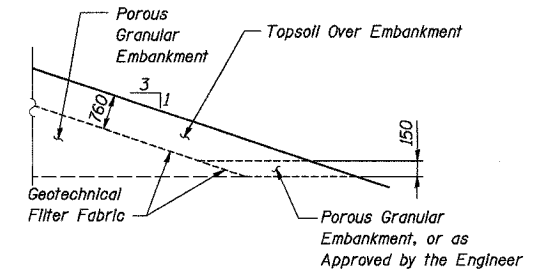 Porous
Granular
Embankment
Topsoil Over Embankment
3
1
760
150
Geotechnical
Filter Fabric
Porous Granular
Embankment, or as
Approved by the Engineer